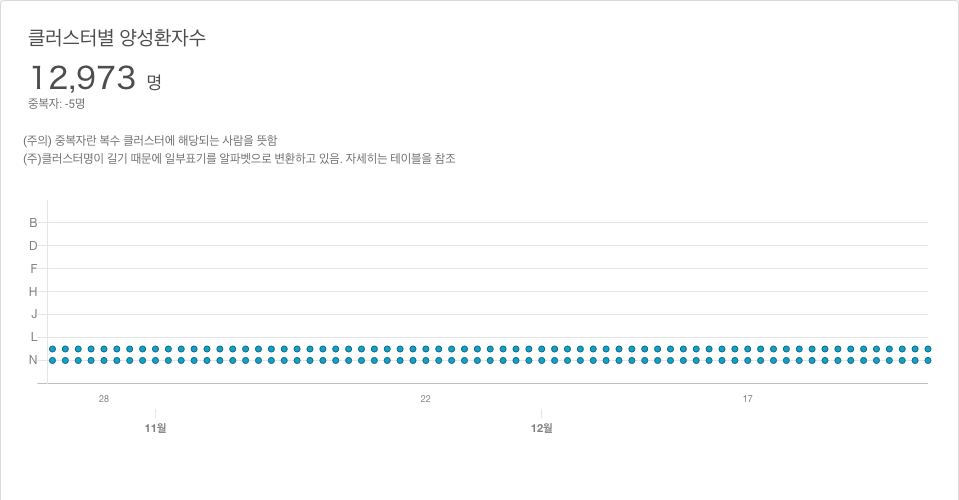 클러스터별 양성환자수
12,973 명
중복자: -5명
(주의) 중복자란 복수 클러스터에 해당되는 사람을 뜻함
(주)클러스터명이 길기 때문에 일부표기를 알파벳으로 변환하고 있음. 자세히는 테이블을 참조
B
D
F
H
J
L
N
28 22 17
11월 12월